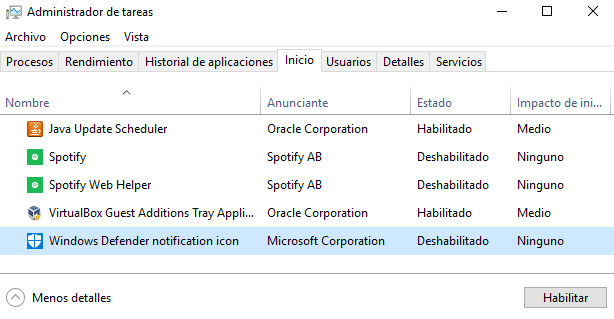 Administrador de tareas
Archivo Opciones Vista
Procesos Rendimiento Historial de aplicaciones Inicio Usuarios Detalles Servicios
Nombre Anunciante Estado Impacto de ini...
Java Update Scheduler Oracle Corporation Habilitado Medio
Spotify Spotify AB Deshabilitado Ninguno
Spotify Web Helper Spotify AB Deshabilitado Ninguno
VirtualBox Guest Additions Tray Appli... Oracle Corporation Habilitado Medio
Windows Defender notification icon Microsoft Corporation Deshabilitado Ninguno
Menos detalles Habilitar